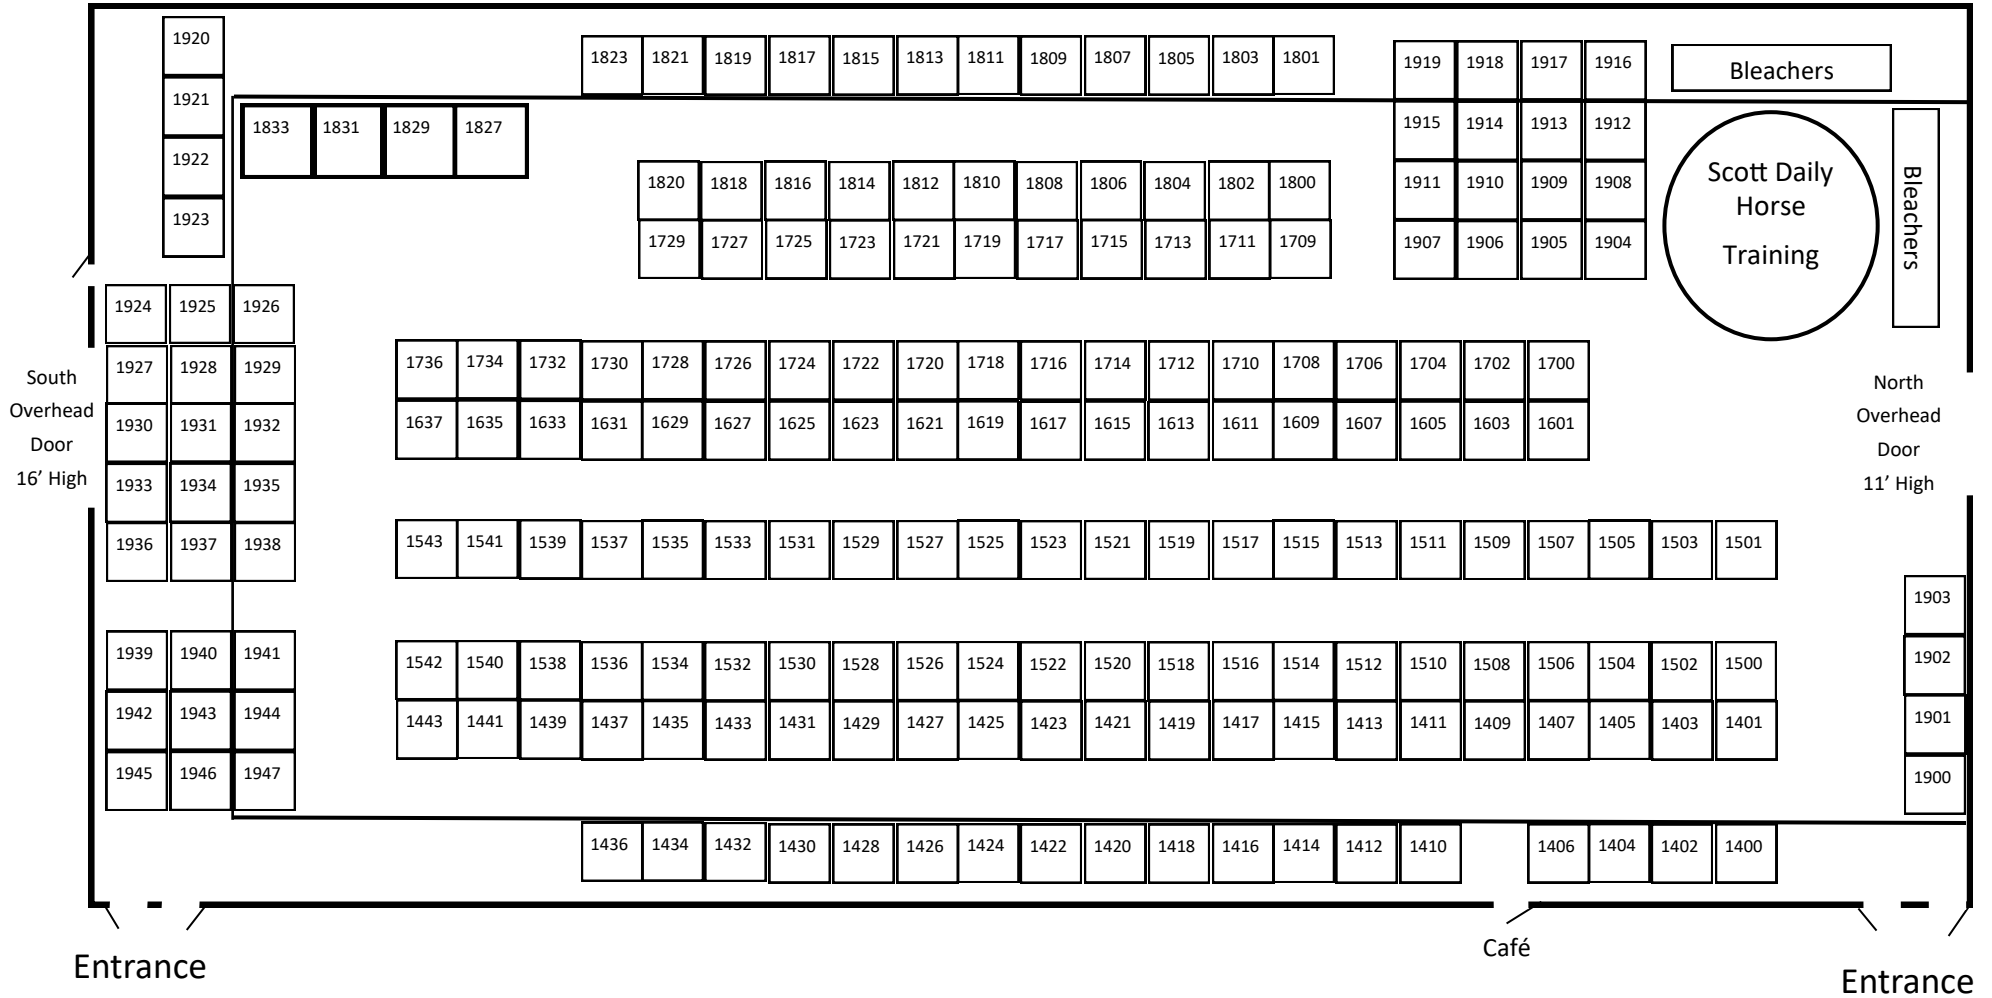 1920
1823 1821 1819 1817 1815 1813 1811 1809 1807 1805 1803 1801
1919 1918 1917 1916
Bleachers
1921
1833 1831 1829 1827
1915 1914 1913 1912
1922
1923
1820 1818 1816 1814 1812 1810 1808 1806 1804 1802 1800
1911 1910 1909 1908
1729 1727 1725 1723 1721 1719 1717 1715 1713 1711 1709
1907 1906 1905 1904
Scott Daily
Horse
Training
Bleachers
1924 1925 1926
1927 1928 1929
1930 1931 1932
1933 1934 1935
1936 1937 1938
South
Overhead
Door
16’ High
1736 1734 1732 1730 1728 1726 1724 1722 1720 1718 1716 1714 1712 1710 1708 1706 1704 1702 1700
1637 1635 1633 1631 1629 1627 1625 1623 1621 1619 1617 1615 1613 1611 1609 1607 1605 1603 1601
North
Overhead
Door
11’ High
1543 1541 1539 1537 1535 1533 1531 1529 1527 1525 1523 1521 1519 1517 1515 1513 1511 1509 1507 1505 1503 1501
1903
1902
1901
1900
1939 1940 1941
1942 1943 1944
1945 1946 1947
1542 1540 1538 1536 1534 1532 1530 1528 1526 1524 1522 1520 1518 1516 1514 1512 1510 1508 1506 1504 1502 1500
1443 1441 1439 1437 1435 1433 1431 1429 1427 1425 1423 1421 1419 1417 1415 1413 1411 1409 1407 1405 1403 1401
1436 1434 1432 1430 1428 1426 1424 1422 1420 1418 1416 1414 1412 1410 1406 1404 1402 1400
Entrance
Café
Entrance